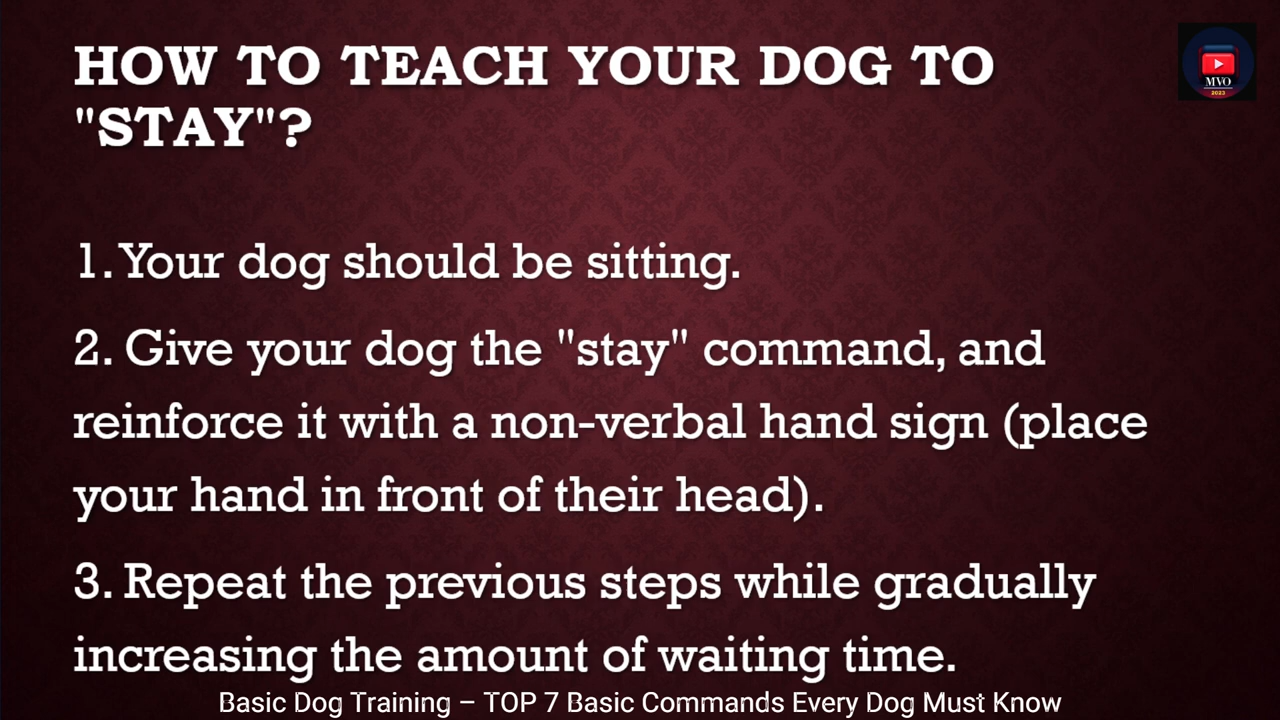 HOW TO TEACH YOUR DOG TO
"STAY"?
MVO
2023
1. Your dog should be sitting.
2. Give your dog the "stay" command, and
reinforce it with a non-verbal hand sign (place
your hand in front of their head).
3. Repeat the previous steps while gradually
increasing the amount of waiting time.
Basic Dog Training – TOP 7 Basic Commands Every Dog Must Know